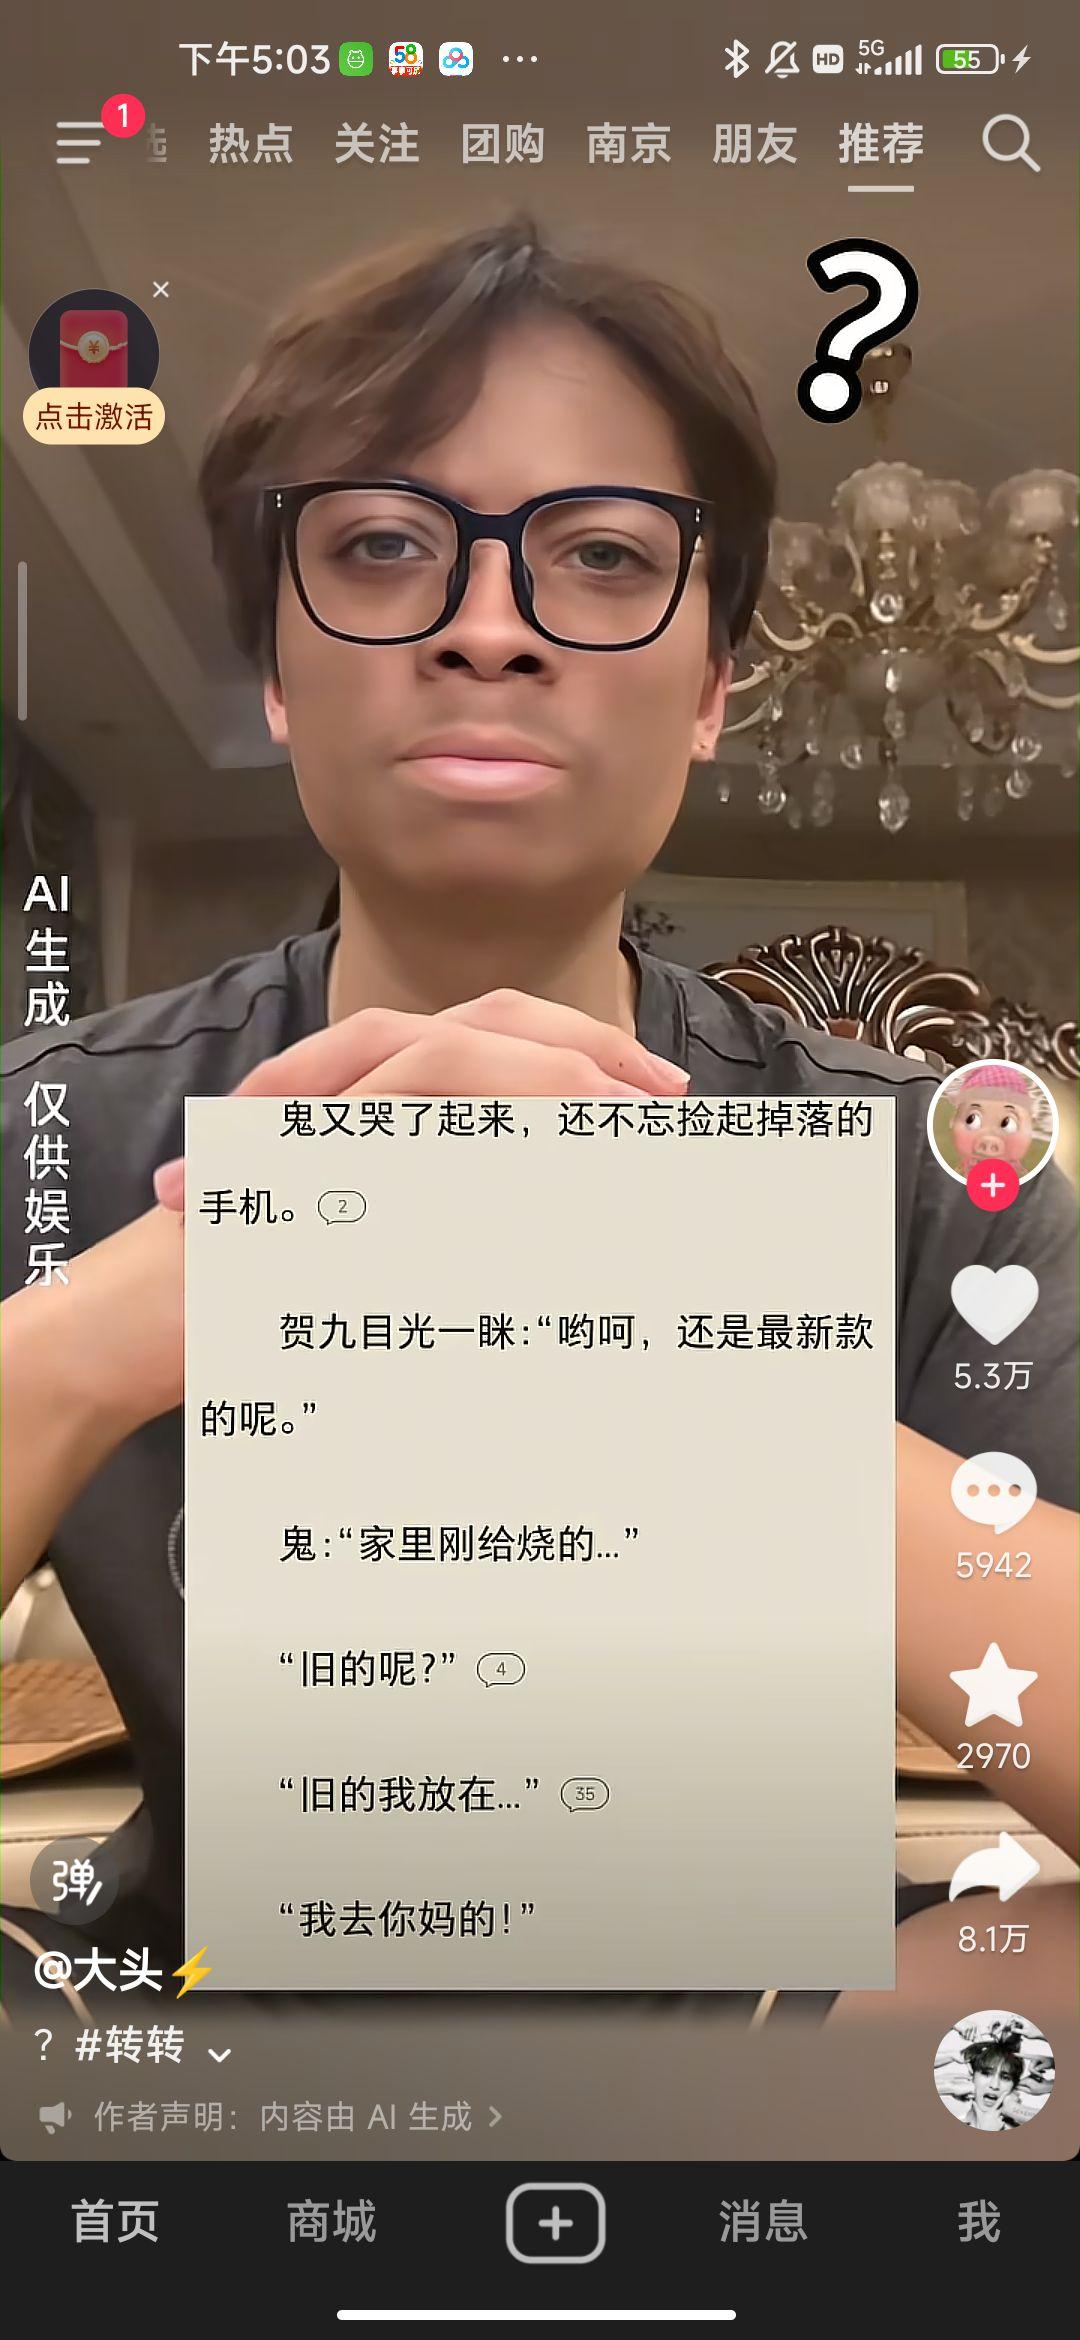 下午5:03
58
HD
5G
55
1
热点 关注 团购 南京 朋友 推荐
?
点击激活
AI生成 仅供娱乐
鬼又哭了起来，还不忘捡起掉落的
手机。 2
贺九目光一眯：“哟呵，还是最新款
的呢。”
鬼：“家里刚给烧的...”
“旧的呢？” 4
“旧的我放在...” 35
“我去你妈的！”
5.3万
5942
2970
8.1万
弹
@大头⚡
？ #转转
作者声明：内容由 AI 生成 >
首页 商城 消息 我